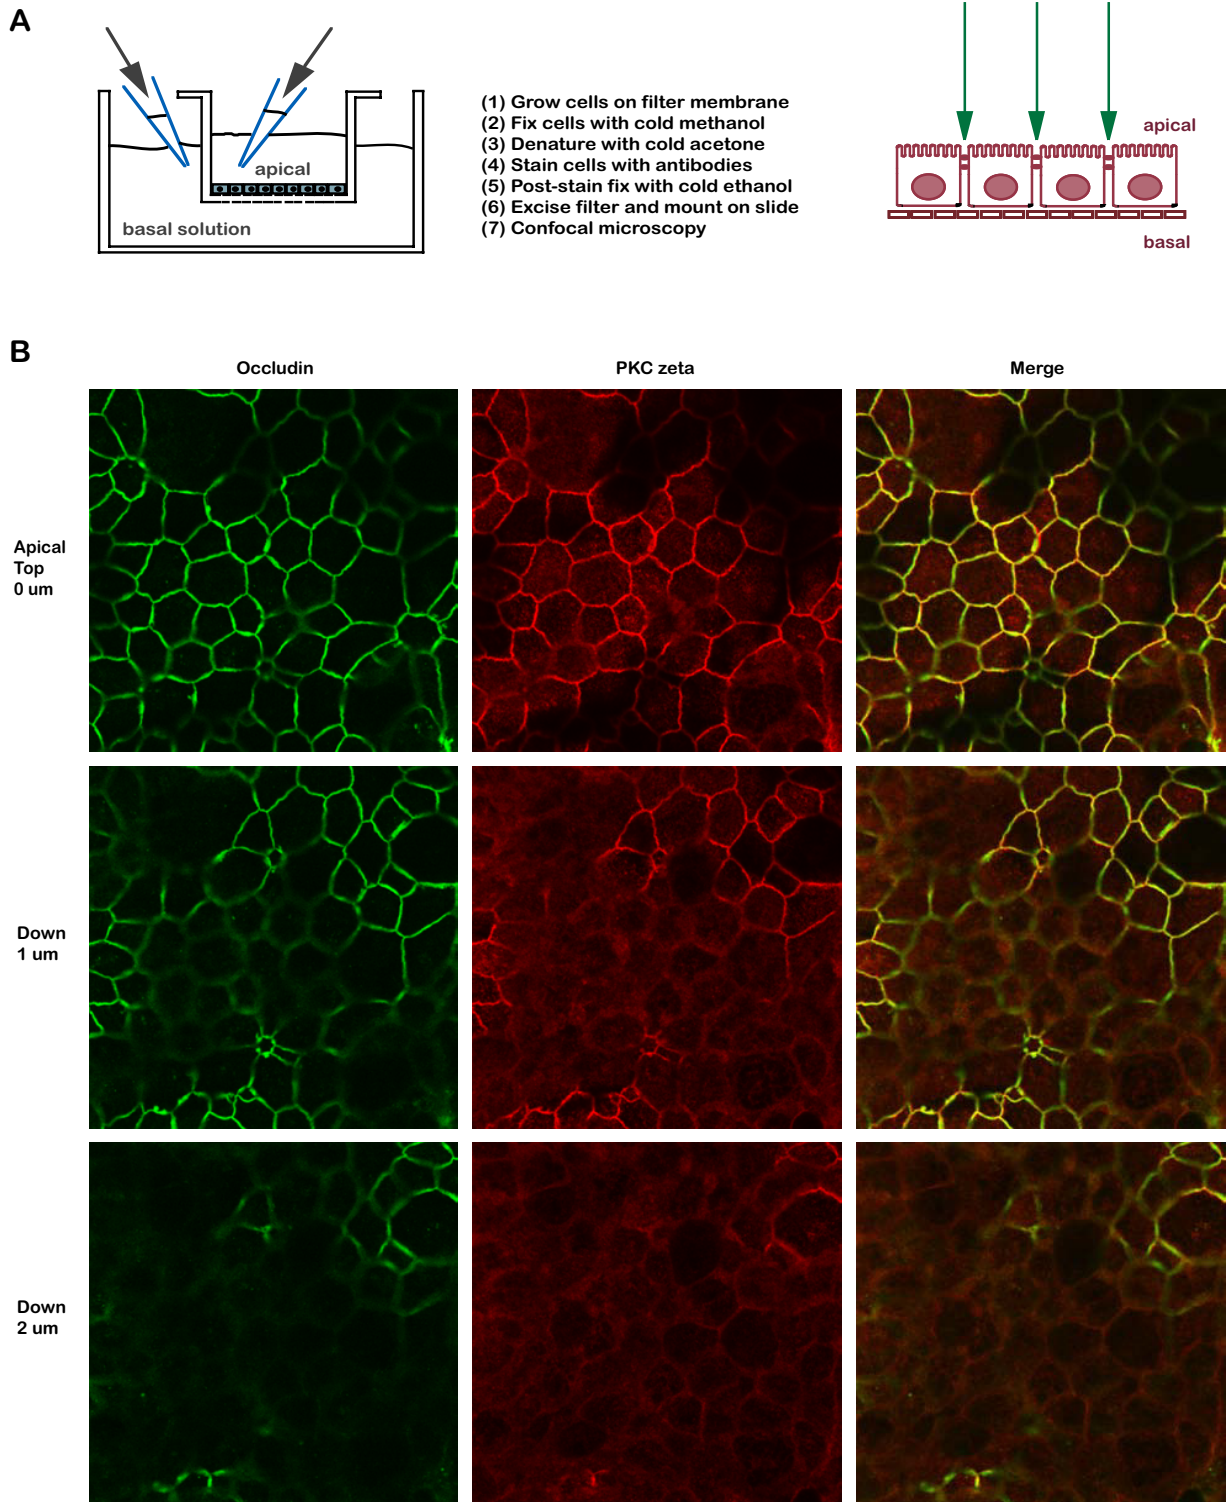 A
(1) Grow cells on filter membrane
(2) Fix cells with cold methanol
(3) Denature with cold acetone
(4) Stain cells with antibodies
(5) Post-stain fix with cold ethanol
(6) Excise filter and mount on slide
(7) Confocal microscopy
apical
basal solution
apical
basal
B
Occludin
PKC zeta
Merge
Apical
Top
0 um
Down
1 um
Down
2 um